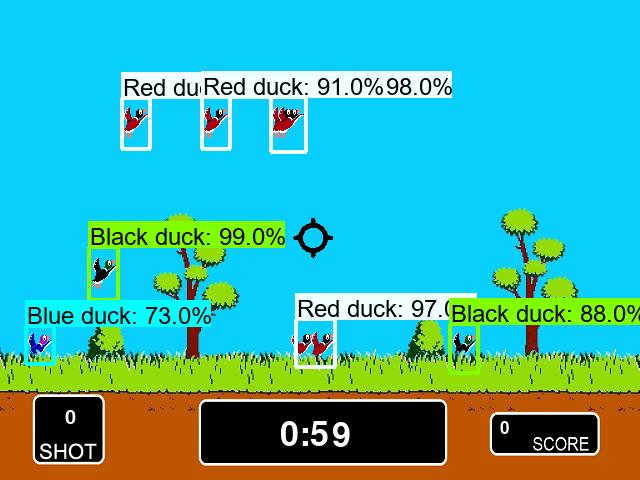 Red du
Red duck: 91.0%98.0%
Black duck: 99.0%
Blue duck: 73.0%
Red duck: 97.0
Black duck: 88.0%
0
SHOT
0:59
0
SCORE